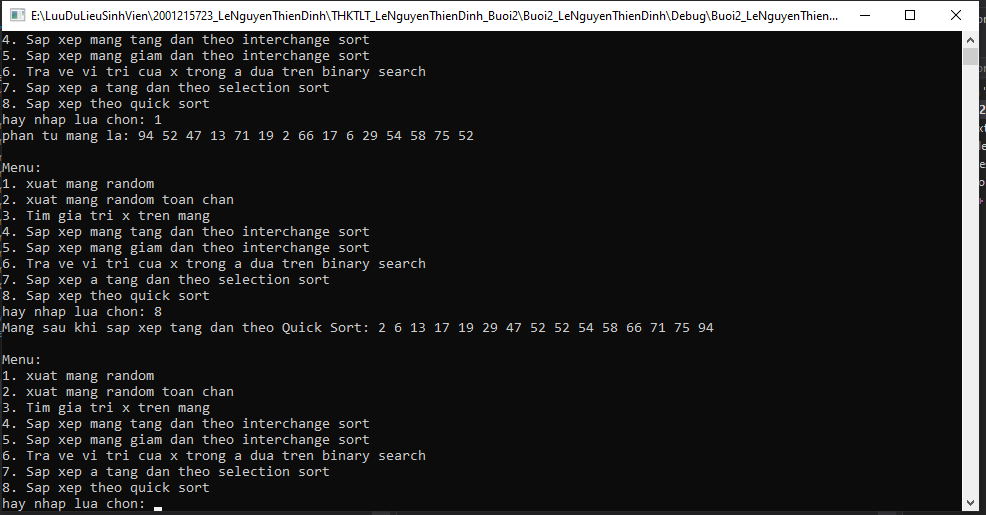 E:\LuuDuLieuSinhVien\2001215723_LeNguyenThienDinh\THKTLT_LeNguyenThienDinh_Buoi2\Buoi2_LeNguyenThienDinh\Debug\Buoi2_LeNguyenThien...
4. Sap xep mang tang dan theo interchange sort
5. Sap xep mang giam dan theo interchange sort
6. Tra ve vi tri cua x trong a dua tren binary search
7. Sap xep a tang dan theo selection sort
8. Sap xep theo quick sort
hay nhap lua chon: 1
phan tu mang la: 94 52 47 13 71 19 2 66 17 6 29 54 58 75 52
Menu:
1. xuat mang random
2. xuat mang random toan chan
3. Tim gia tri x tren mang
4. Sap xep mang tang dan theo interchange sort
5. Sap xep mang giam dan theo interchange sort
6. Tra ve vi tri cua x trong a dua tren binary search
7. Sap xep a tang dan theo selection sort
8. Sap xep theo quick sort
hay nhap lua chon: 8
Mang sau khi sap xep tang dan theo Quick Sort: 2 6 13 17 19 29 47 52 52 54 58 66 71 75 94
Menu:
1. xuat mang random
2. xuat mang random toan chan
3. Tim gia tri x tren mang
4. Sap xep mang tang dan theo interchange sort
5. Sap xep mang giam dan theo interchange sort
6. Tra ve vi tri cua x trong a dua tren binary search
7. Sap xep a tang dan theo selection sort
8. Sap xep theo quick sort
hay nhap lua chon: